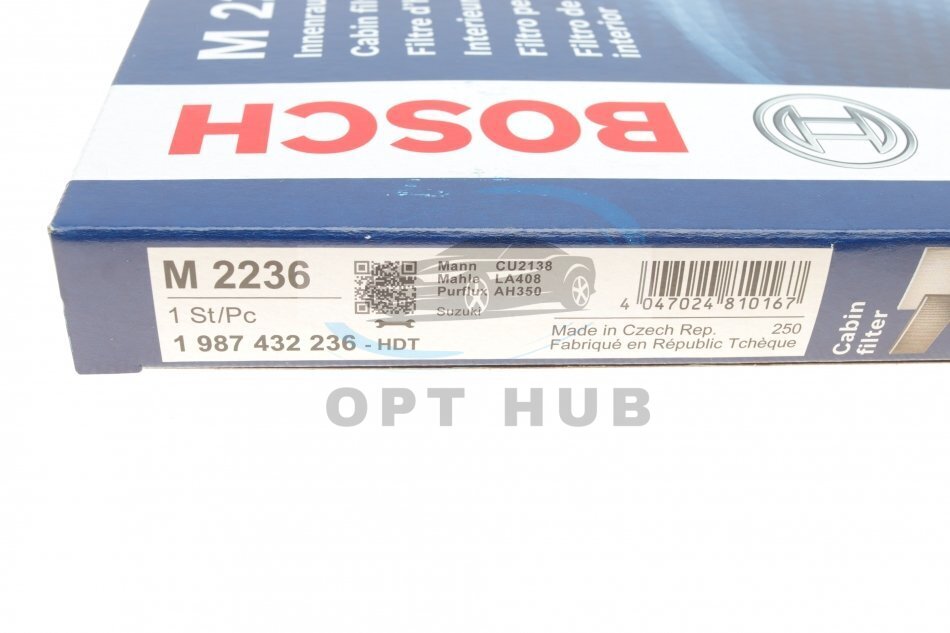 M 2
Innenrau
Cabin fil
Filtre d'
Interieur
Filtro pe
Filtro de
interior
BOSCH
M 2236
1 St/Pc
1 987 432 236 - HDT
Mann CU2138
Mahle LA408
Purflux AH350
Suzuki
4 047024 810167
Made in Czech Rep. 250
Fabriqué en Républic Tchèque
Cabin
filter
OPT HUB